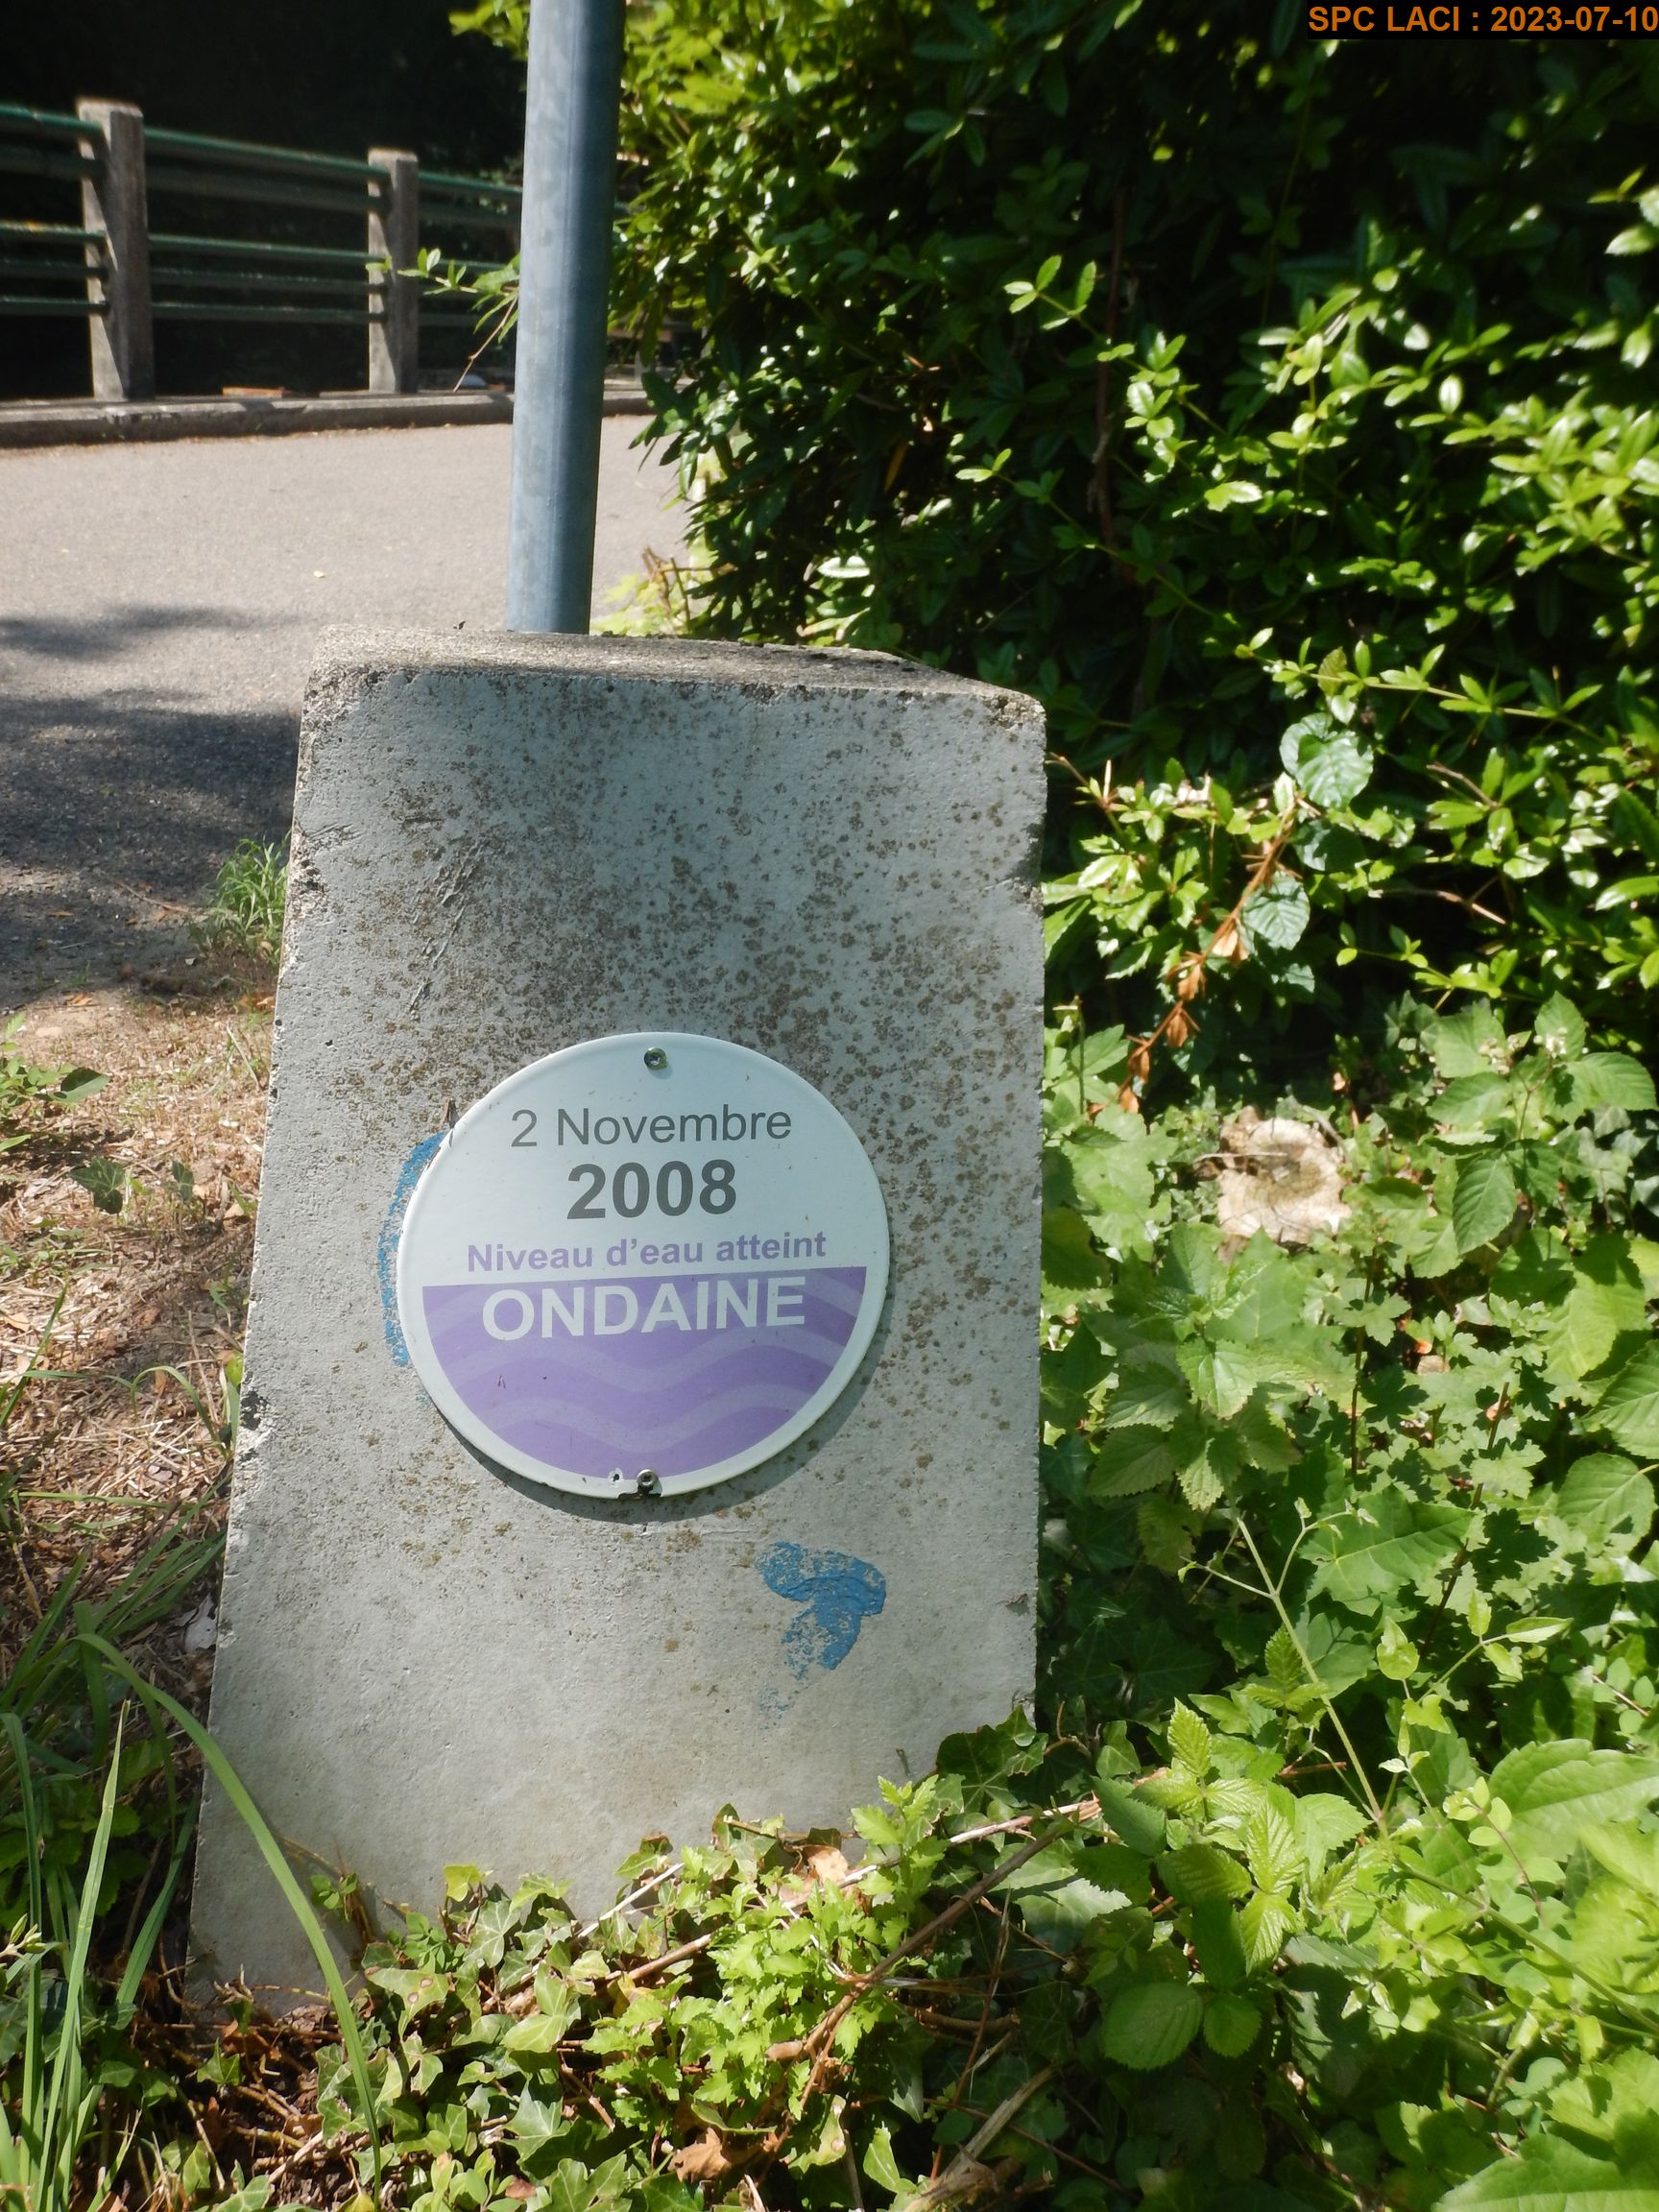 SPC LACI : 2023-07-10
2 Novembre
2008
Niveau d'eau atteint
ONDAINE